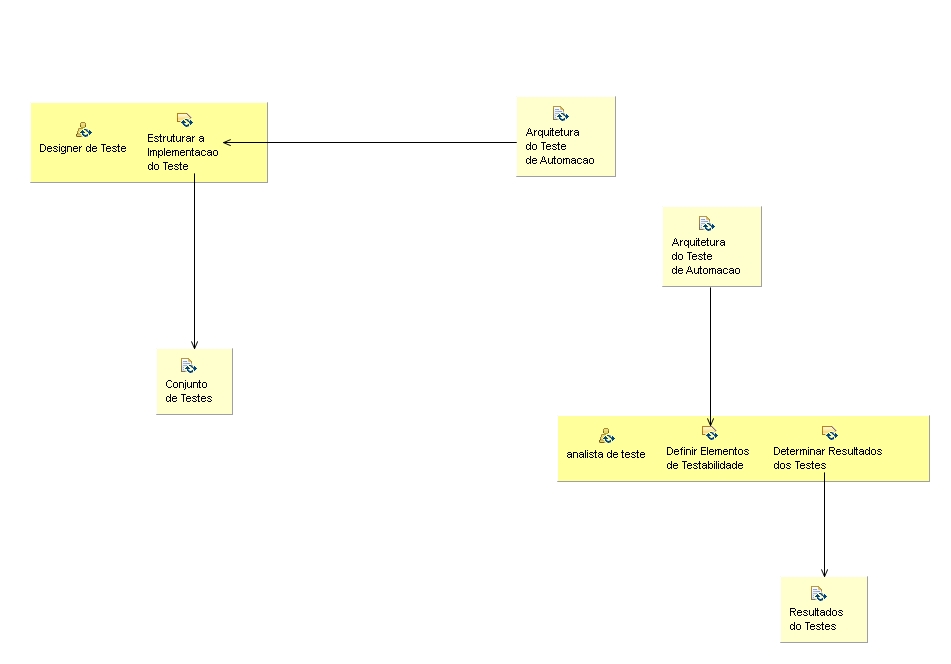 Designer de Teste
Estruturar a
Implementacao
do Teste
Arquitetura
do Teste
de Automacao
Arquitetura
do Teste
de Automacao
Conjunto
de Testes
analista de teste
Definir Elementos
de Testabilidade
Determinar Resultados
dos Testes
Resultados
do Testes